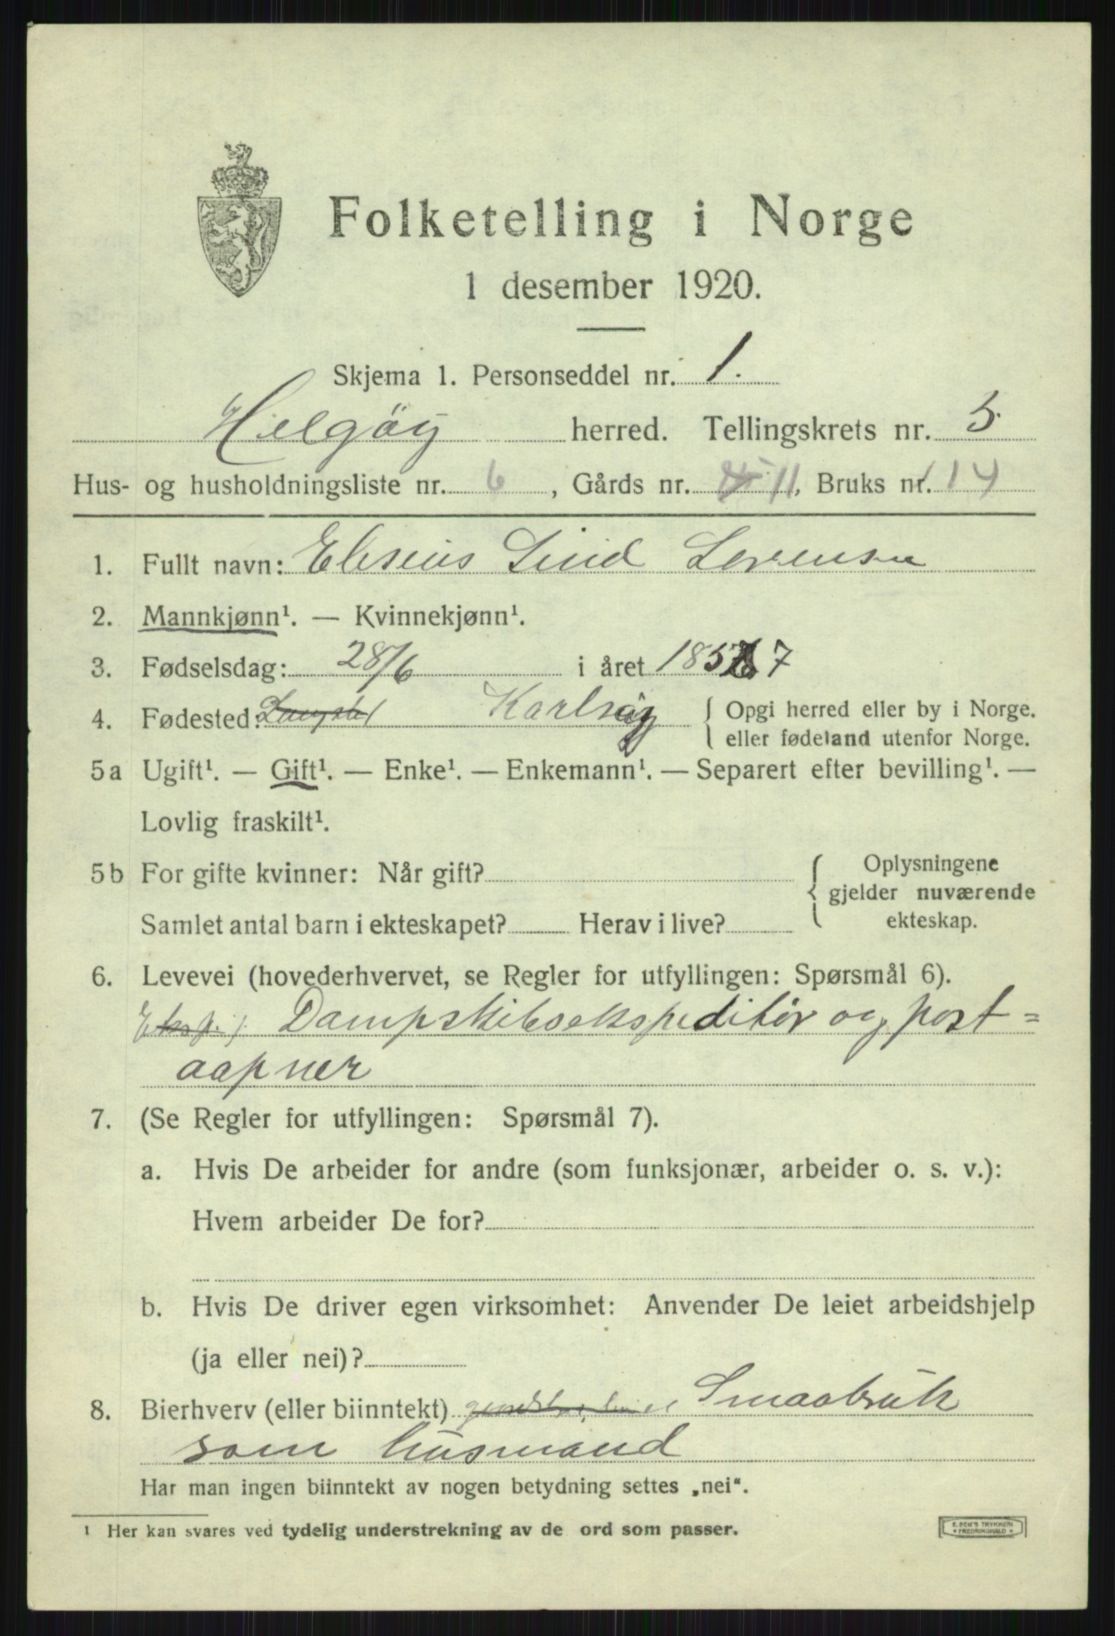 Folketelling i Norge
1 desember 1920.
Skjema 1. Personseddel nr. 1.
Helgøy herred. Tellingskrets nr. 5.
Hus- og husholdningsliste nr. 6, Gårds nr. 11, Bruks nr. 14
1. Fullt navn: Eliseus Lind Lorensen
2. Mannkjønn¹. — Kvinnekjønn¹.
3. Fødselsdag: 28/6 i året 1857
4. Fødested: Karlsøy { Opgi herred eller by i Norge.
eller fødeland utenfor Norge.
5a Ugift¹. — Gift¹. — Enke¹. — Enkemann¹. — Separert efter bevilling¹. —
Lovlig fraskilt¹.
5b For gifte kvinner: Når gift? { Oplysningene
gjelder nuværende
Samlet antal barn i ekteskapet? Herav i live? ekteskap.
6. Levevei (hovederhvervet, se Regler for utfyllingen: Spørsmål 6).
Eksp. Dampskibsekspeditør og post=
aapner
7. (Se Regler for utfyllingen: Spørsmål 7).
a. Hvis De arbeider for andre (som funksjonær, arbeider o. s. v.):
Hvem arbeider De for?
b. Hvis De driver egen virksomhet: Anvender De leiet arbeidshjelp
(ja eller nei)?
8. Bierhverv (eller biinntekt) Smaabruk
som husmand
Har man ingen biinntekt av nogen betydning settes „nei“.
¹ Her kan svares ved tydelig understrekning av de ord som passer.